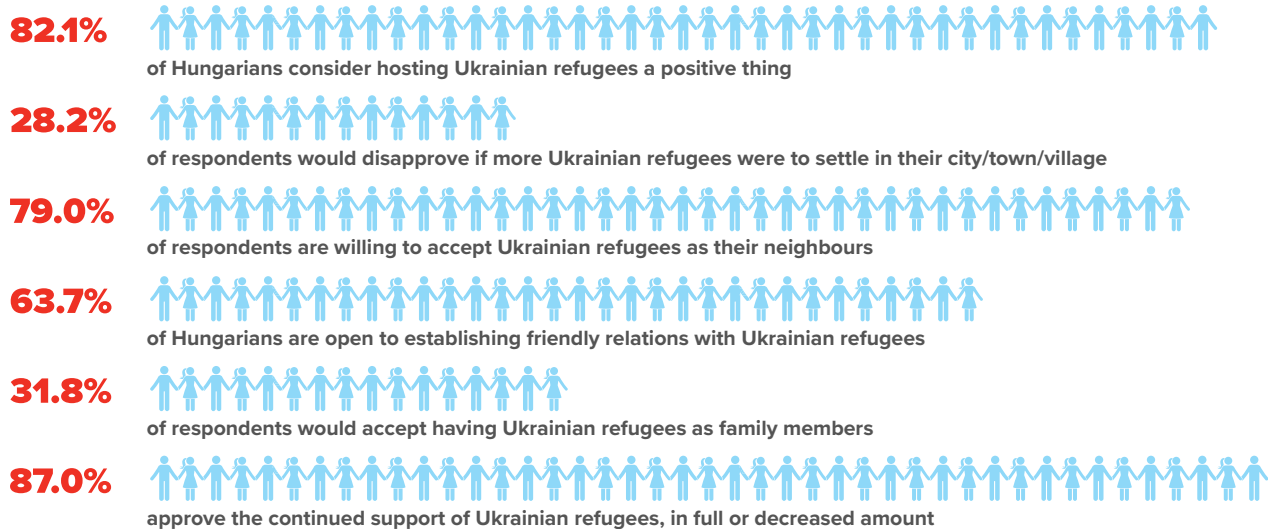 82.1%
of Hungarians consider hosting Ukrainian refugees a positive thing
28.2%
of respondents would disapprove if more Ukrainian refugees were to settle in their city/town/village
79.0%
of respondents are willing to accept Ukrainian refugees as their neighbours
63.7%
of Hungarians are open to establishing friendly relations with Ukrainian refugees
31.8%
of respondents would accept having Ukrainian refugees as family members
87.0%
approve the continued support of Ukrainian refugees, in full or decreased amount